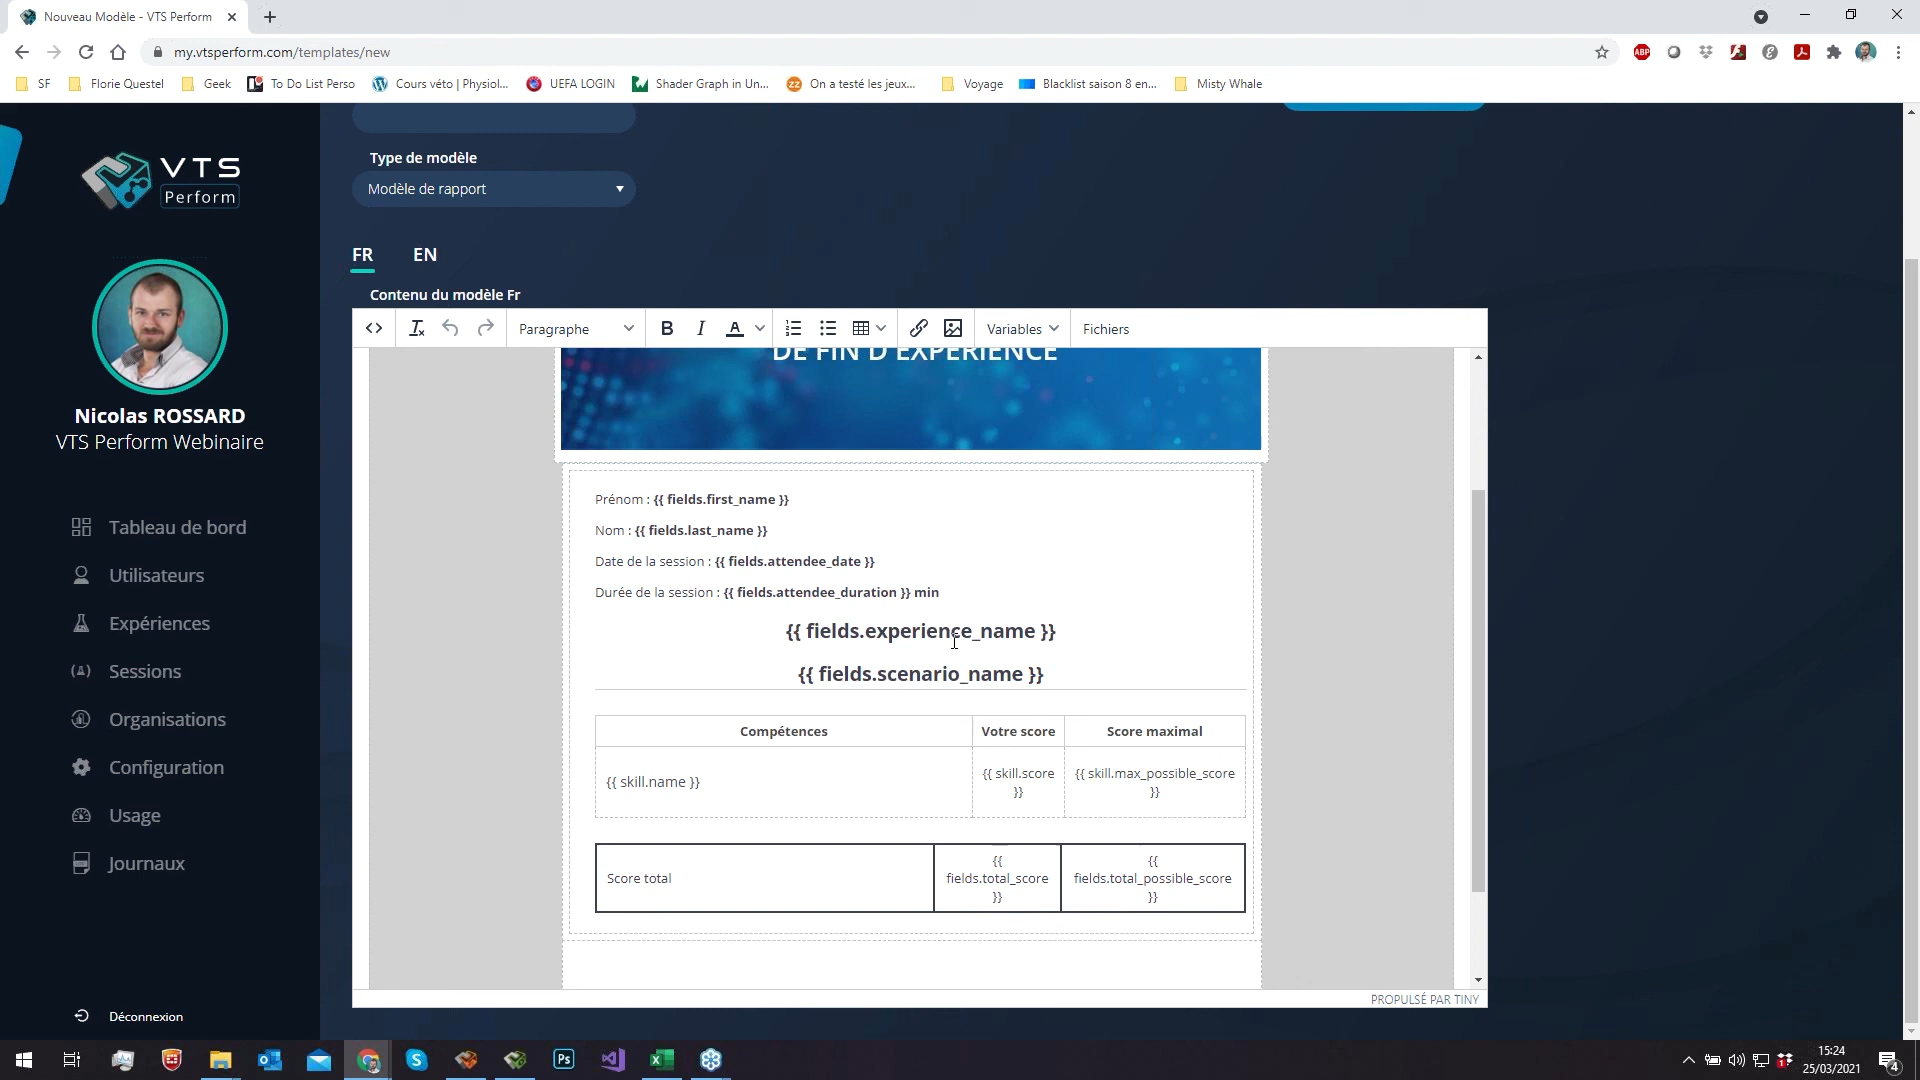 Nouveau Modèle - VTS Perform
my.vtsperform.com/templates/new
SF
Florie Questel
Geek
To Do List Perso
Cours véto | Physiol...
UEFA LOGIN
Shader Graph in Un...
On a testé les jeux...
Voyage
Blacklist saison 8 en...
Misty Whale
VTS
Perform
Nicolas ROSSARD
VTS Perform Webinaire
Tableau de bord
Utilisateurs
Expériences
Sessions
Organisations
Configuration
Usage
Journaux
Déconnexion
Type de modèle
Modèle de rapport
FR EN
Contenu du modèle Fr
Paragraphe
B I A
Variables
Fichiers
DE FIN D'EXPÉRIENCE
Prénom : {{ fields.first_name }}
Nom : {{ fields.last_name }}
Date de la session : {{ fields.attendee_date }}
Durée de la session : {{ fields.attendee_duration }} min
{{ fields.experience_name }}
{{ fields.scenario_name }}
Compétences Votre score Score maximal
{{ skill.name }}
{{ skill.score
}}
{{ skill.max_possible_score
}}
Score total
{{
fields.total_score
}}
{{
fields.total_possible_score
}}
PROPULSÉ PAR TINY
ABP
Ps
15:24
25/03/2021
4